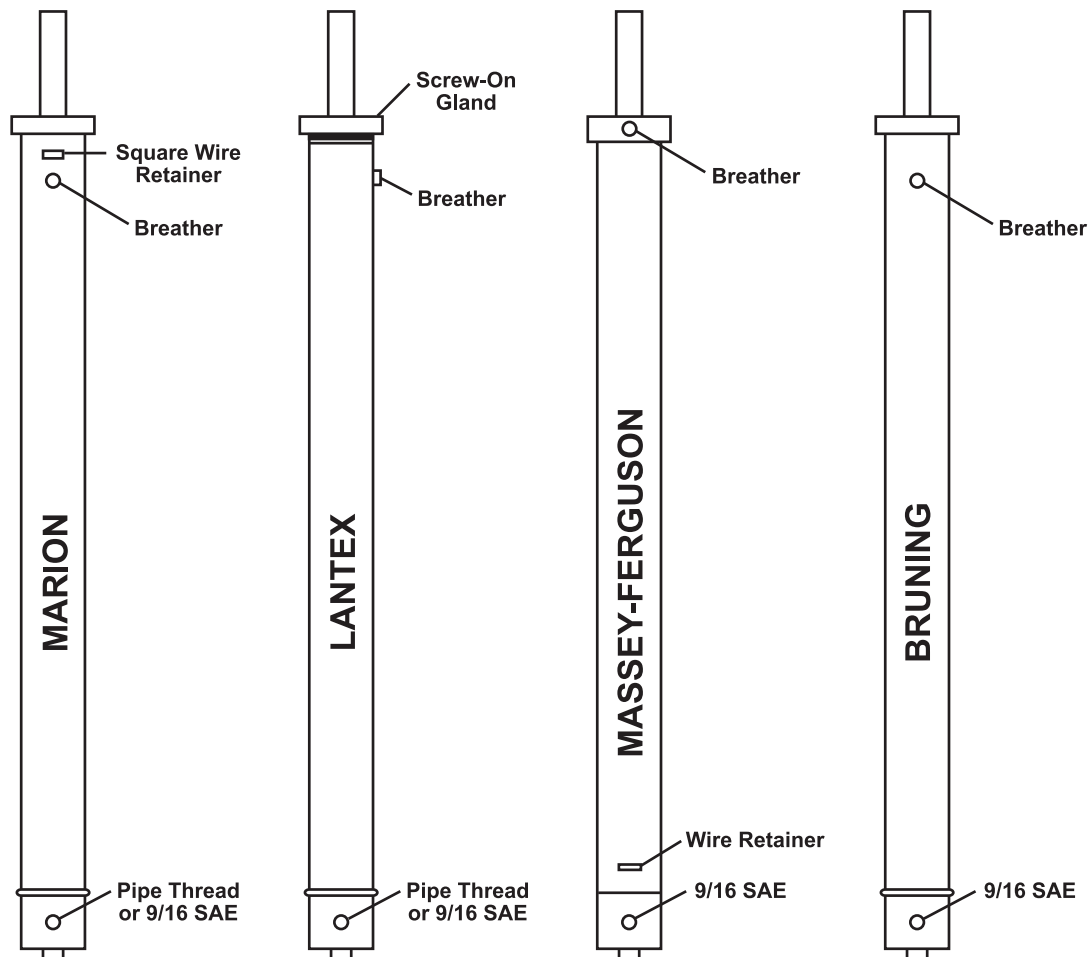 Screw-On
Gland
Square Wire
Retainer
Breather
Breather
Breather
Breather
MARION
LANTEX
MASSEY-FERGUSON
BRUNING
Wire Retainer
Pipe Thread
or 9/16 SAE
Pipe Thread
or 9/16 SAE
9/16 SAE
9/16 SAE